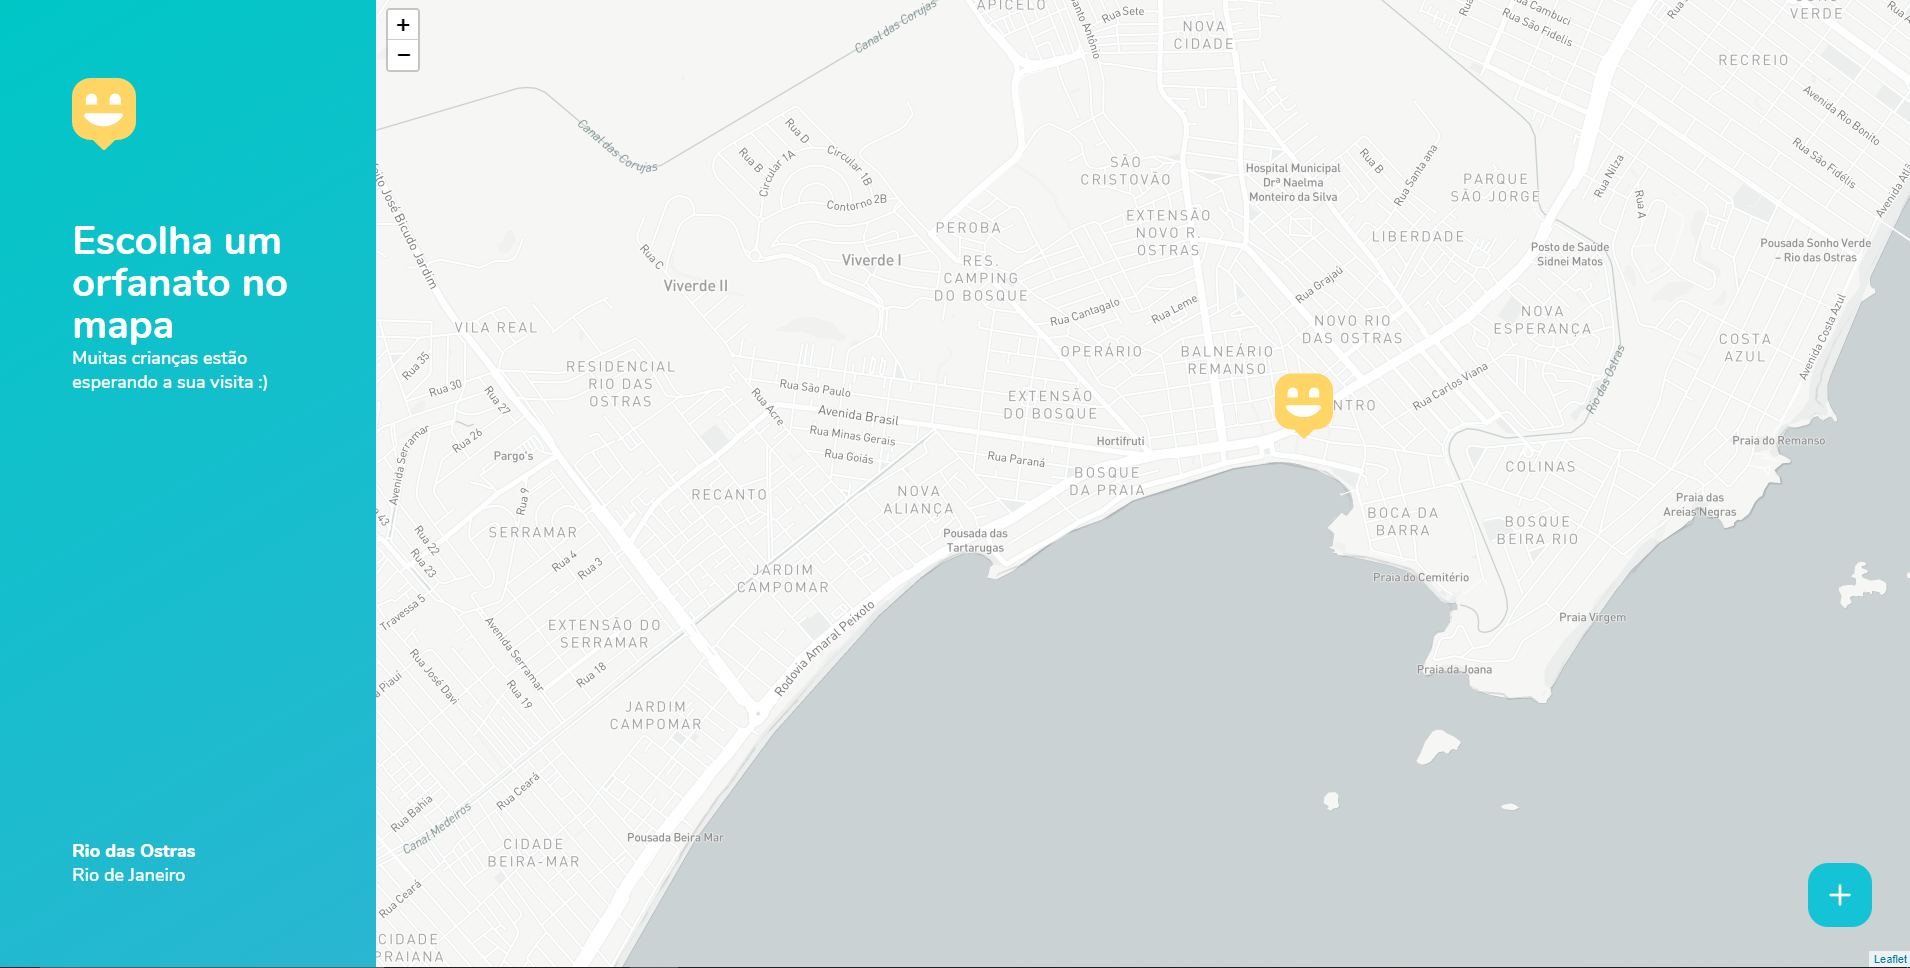 Escolha um
orfanato no
mapa
Muitas crianças estão
esperando a sua visita :)
Rio das Ostras
Rio de Janeiro
+
−
APICELO
Rua Sete
Canal das Corujas
NOVA
CIDADE
Rua Cambuci
Rua São Fidelis
VERDE
RECREIO
Avenida Rio Bonito
Rua São Fidélis
Canal das Corujas
Rua D
Rua B
Circular 1A
Circular 1B
Contorno 2B
SÃO
CRISTOVÃO
Hospital Municipal
Drª Naelma
Monteiro da Silva
Rua B
Rua Santa ana
PARQUE
SÃO JORGE
Rua Nilza
Rua A
José Bicudo Jardim
PEROBA
EXTENSÃO
NOVO R.
OSTRAS
LIBERDADE
Posto de Saúde
Sidnei Matos
Pousada Sonho Verde
– Rio das Ostras
Rua C
Viverde I
Viverde II
RES.
CAMPING
DO BOSQUE
Rua Grajaú
Rua Cantagalo
Rua Leme
NOVO RIO
DAS OSTRAS
NOVA
ESPERANÇA
COSTA
AZUL
Avenida Costa Azul
VILA REAL
OPERÁRIO
BALNEÁRIO
REMANSO
RESIDENCIAL
RIO DAS
OSTRAS
Rua 35
Rua 30
Rua 27
Rua São Paulo
Rua Acre
Avenida Brasil
EXTENSÃO
DO BOSQUE
NTRO
Rua Carlos Viana
Rio das Ostras
Rua 26
Avenida Serramar
Pargo's
Rua Minas Gerais
Rua Goiás
Hortifruti
Rua Paraná
Praia do Remanso
BOSQUE
DA PRAIA
COLINAS
RECANTO
NOVA
ALIANÇA
Rua 9
43
SERRAMAR
Rua 22
Rua 23
Rua 4
Rua 3
Pousada das
Tartarugas
BOCA DA
BARRA
BOSQUE
BEIRA RIO
Praia das
Areias Negras
JARDIM
CAMPOMAR
Praia do Cemitério
Travessa 5
Praia Virgem
EXTENSÃO DO
SERRAMAR
Avenida Serramar
Rodovia Amaral Peixoto
Rua José Davi
Rua 18
Rua 19
Piauí
Praia da Joana
JARDIM
CAMPOMAR
Rua Ceará
Rua Bahia
Canal Medeiros
Pousada Beira Mar
CIDADE
BEIRA-MAR
Rua Ceará
CIDADE
PRAIANA
Leaflet